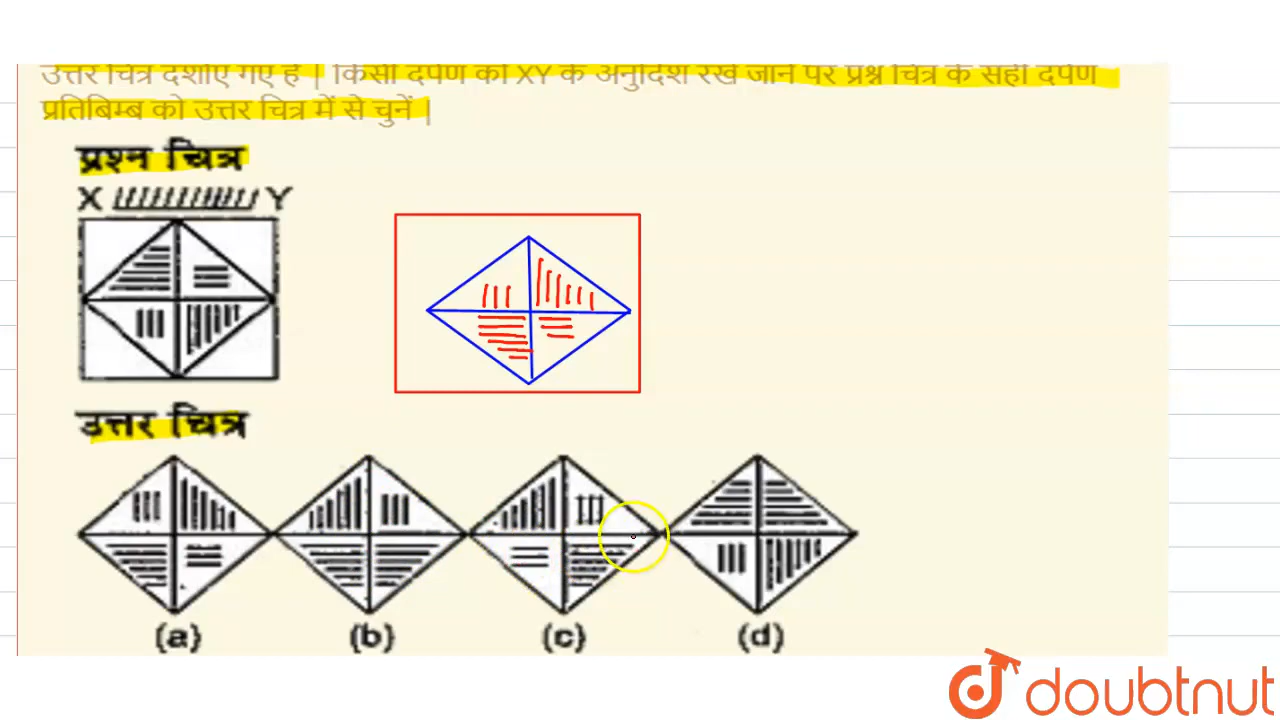 उत्तर चित्र दर्शाए गए हैं | किसी दर्पण को XY के अनुदिश रखे जाने पर प्रश्न चित्र के सही दर्पण
प्रतिबिम्ब को उत्तर चित्र में से चुनें |
प्रश्न चित्र
X Y
उत्तर चित्र
(a) (b) (c) (d)
doubtnut